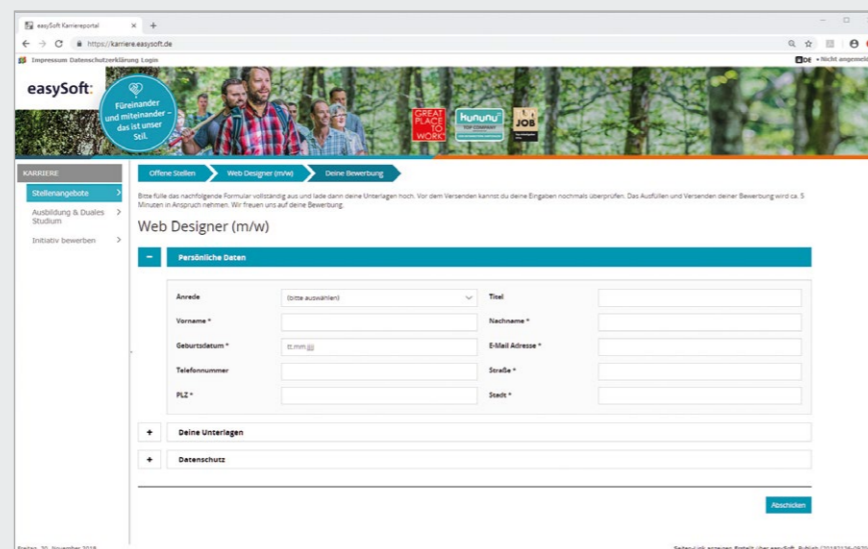 easySoft Karriereportal
https://karriere.easysoft.de
Impressum Datenschutzerklärung Login
DE
Nicht angemeldet
easySoft:
Füreinander
und miteinander –
das ist unser
Stil.
GREAT
PLACE
TO
WORK
kununu
TOP COMPANY
JOB
KARRIERE
Stellenangebote
Ausbildung & Duales
Studium
Initiativ bewerben
Offene Stellen
Web Designer (m/w)
Deine Bewerbung
Bitte fülle das nachfolgende Formular vollständig aus und lade dann deine Unterlagen hoch. Vor dem Versenden kannst du deine Eingaben nochmals überprüfen. Das Ausfüllen und Versenden deiner Bewerbung wird ca. 5
Minuten in Anspruch nehmen. Wir freuen uns auf deine Bewerbung.
Web Designer (m/w)
Persönliche Daten
Anrede
(bitte auswählen)
Titel
Vorname *
Nachname *
Geburtsdatum *
tt.mm.jjjj
E-Mail Adresse *
Telefonnummer
Straße *
PLZ *
Stadt *
Deine Unterlagen
Datenschutz
Abschicken
Freitag, 30. November 2018